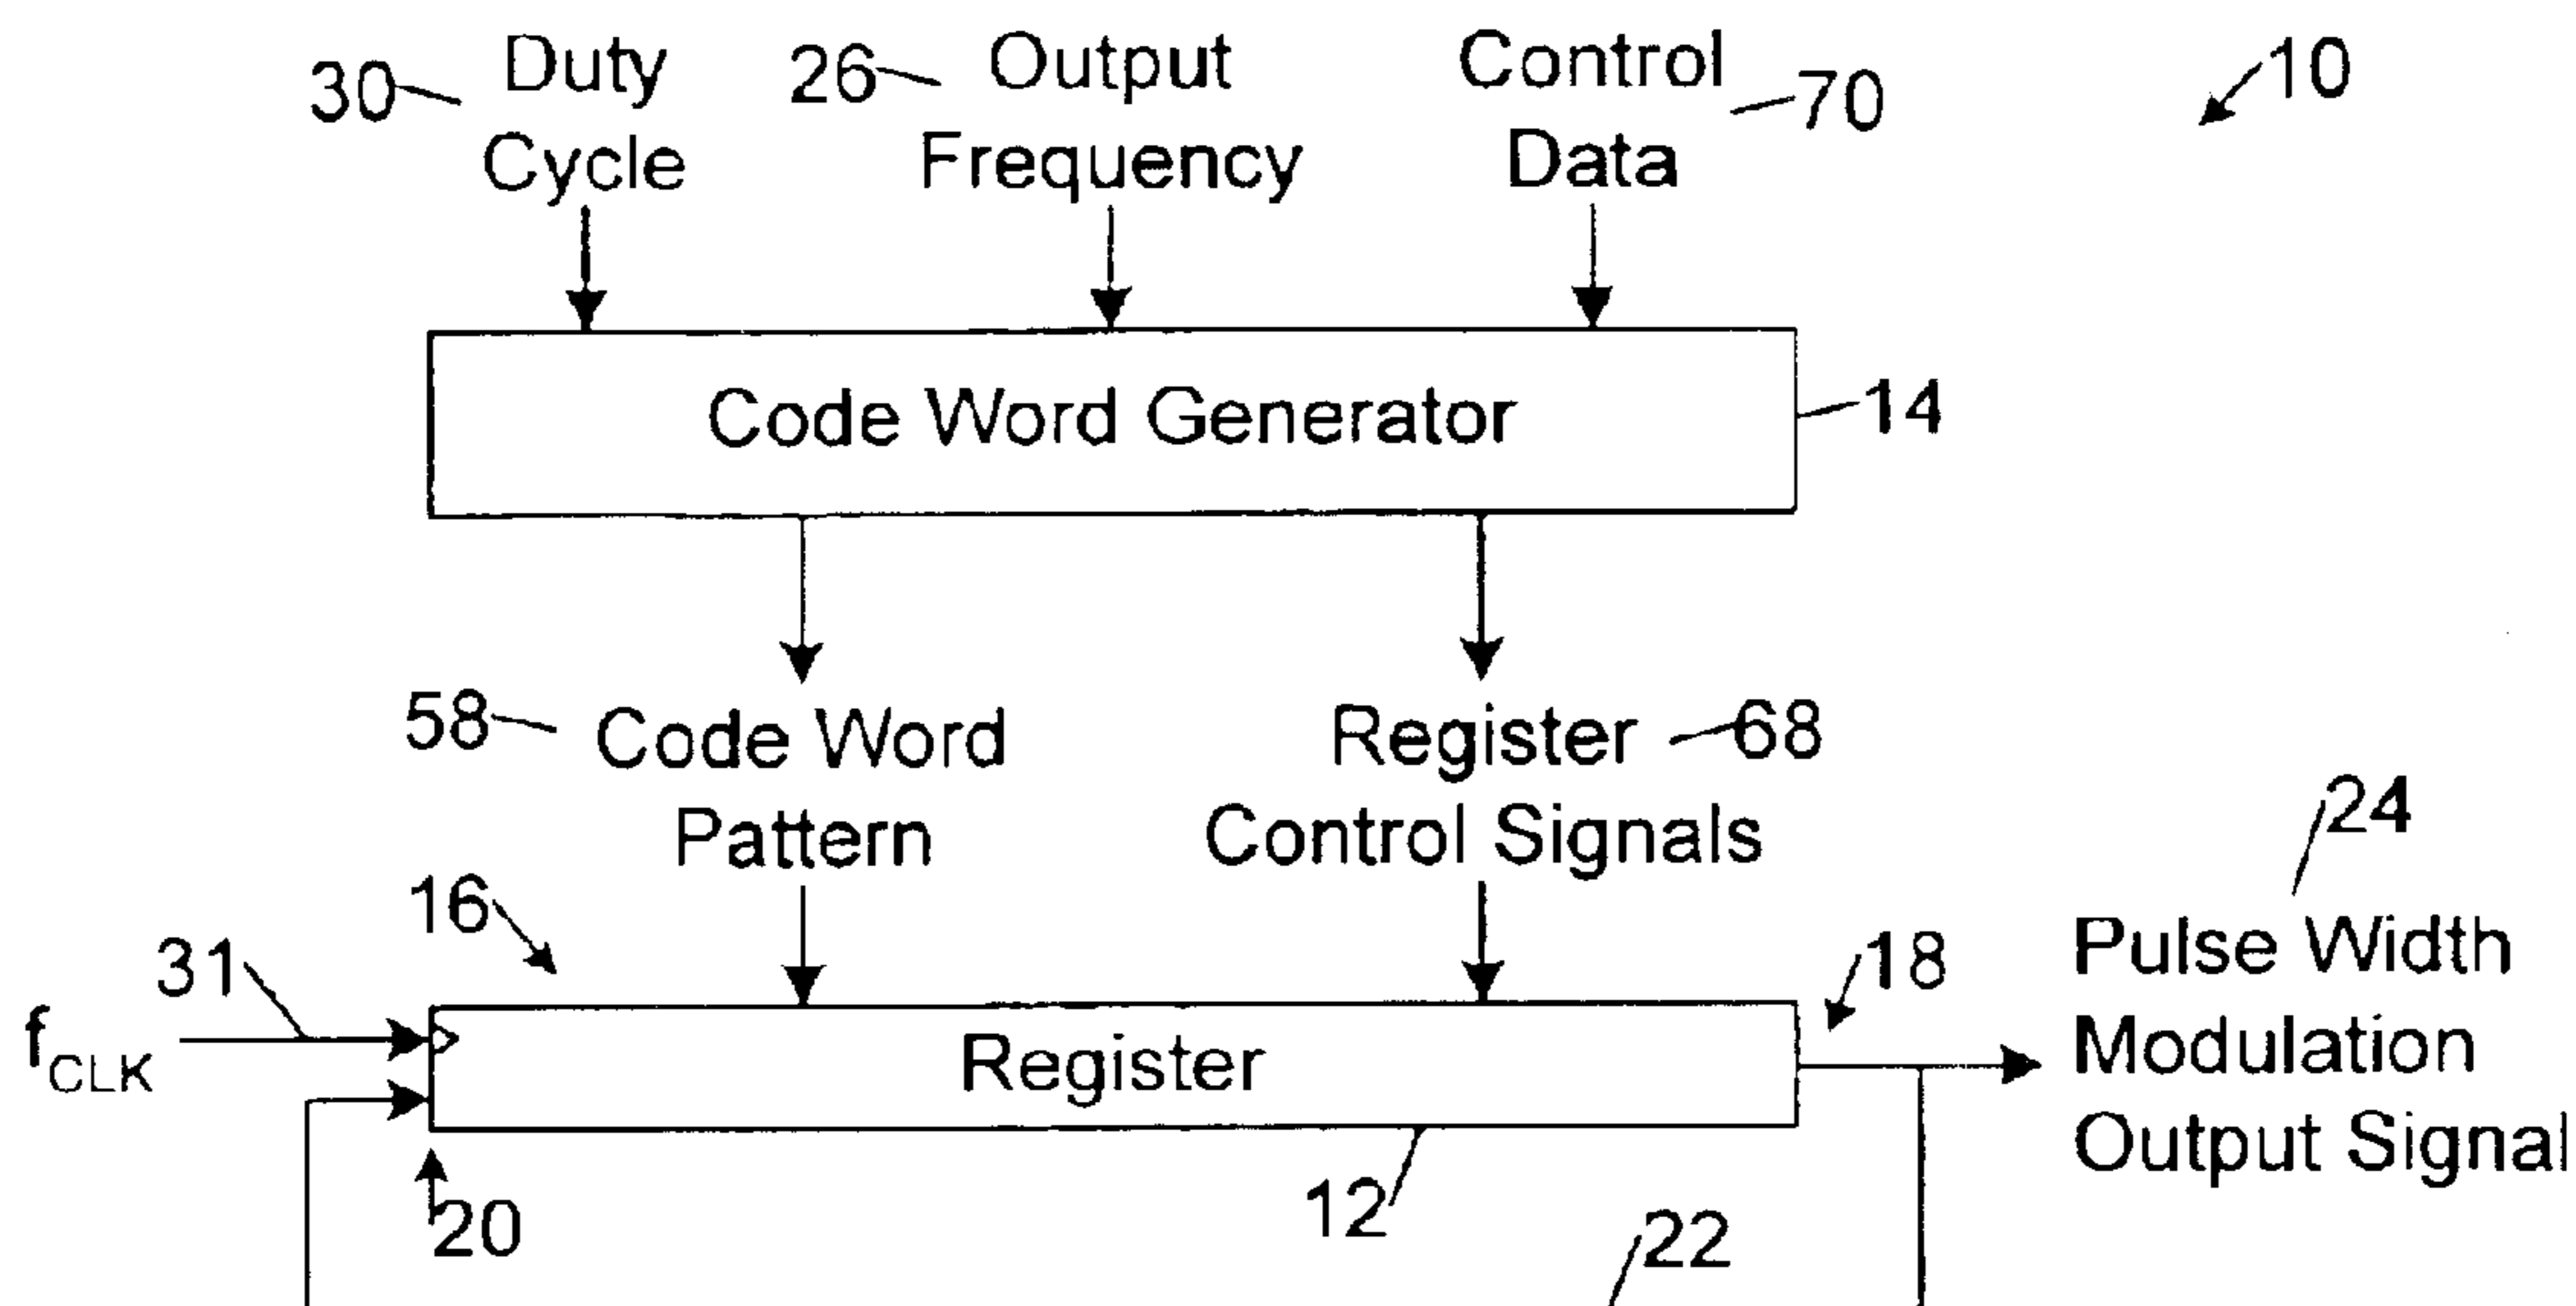 30 Duty Cycle
26 Output Frequency
Control Data 70
10
Code Word Generator
14
58 Code Word Pattern
Register 68
Control Signals
24
16
31
f_CLK
Register
18
Pulse Width
Modulation
Output Signal
20
12
22